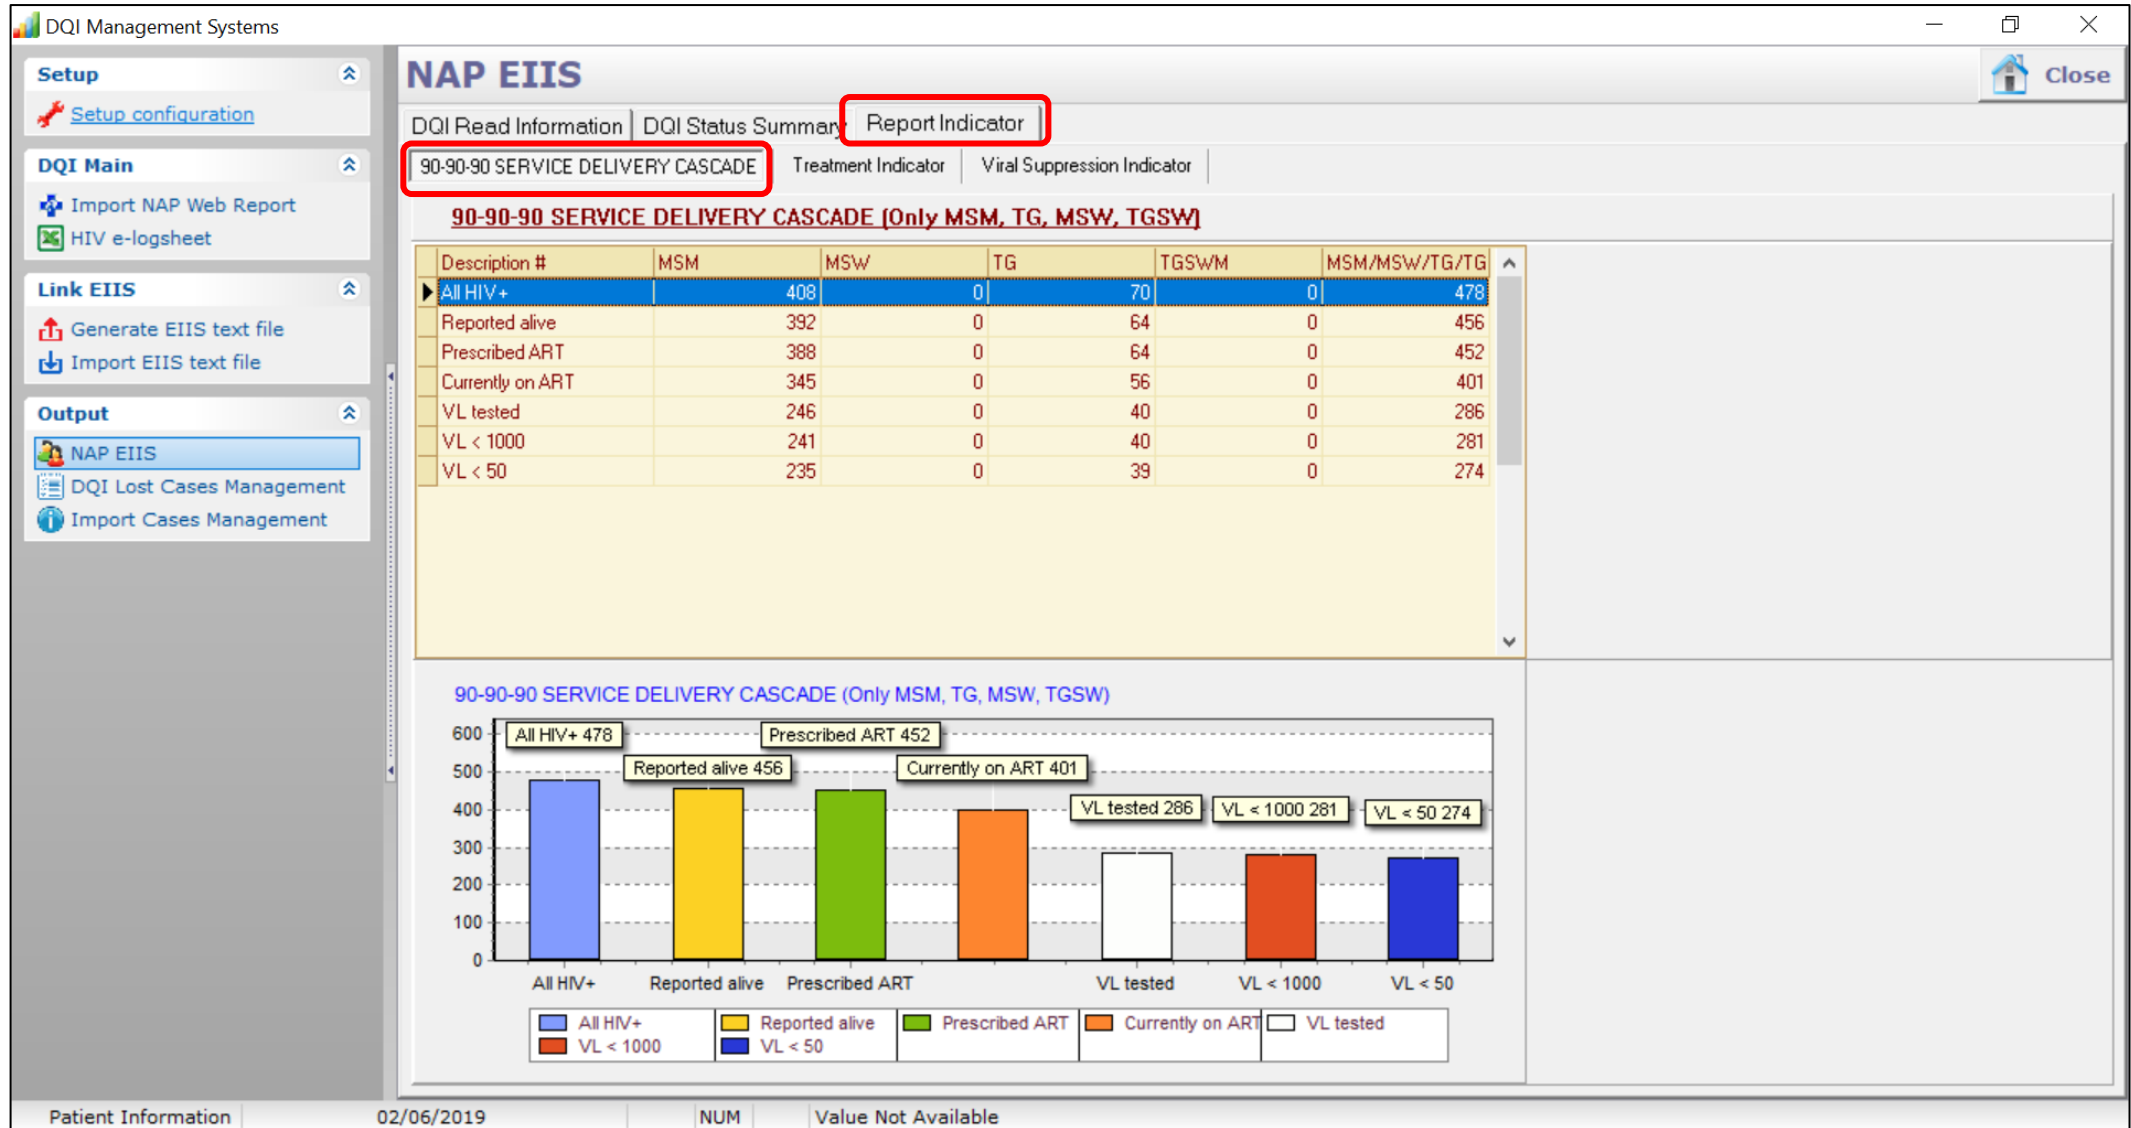 DQI Management Systems
Setup
Setup configuration
DQI Main
Import NAP Web Report
HIV e-logsheet
Link EIIS
Generate EIIS text file
Import EIIS text file
Output
NAP EIIS
DQI Lost Cases Management
Import Cases Management
NAP EIIS
Close
DQI Read Information DQI Status Summary Report Indicator
90-90-90 SERVICE DELIVERY CASCADE Treatment Indicator Viral Suppression Indicator
90-90-90 SERVICE DELIVERY CASCADE (Only MSM, TG, MSW, TGSW)
Description # MSM MSW TG TGSWM MSM/MSW/TG/TG
All HIV+ 408 0 70 0 478
Reported alive 392 0 64 0 456
Prescribed ART 388 0 64 0 452
Currently on ART 345 0 56 0 401
VL tested 246 0 40 0 286
VL < 1000 241 0 40 0 281
VL < 50 235 0 39 0 274
90-90-90 SERVICE DELIVERY CASCADE (Only MSM, TG, MSW, TGSW)
600
500
400
300
200
100
0
All HIV+ 478
Reported alive 456
Prescribed ART 452
Currently on ART 401
VL tested 286
VL < 1000 281
VL < 50 274
All HIV+ Reported alive Prescribed ART VL tested VL < 1000 VL < 50
All HIV+ Reported alive Prescribed ART Currently on ART VL tested
VL < 1000 VL < 50
Patient Information 02/06/2019 NUM Value Not Available